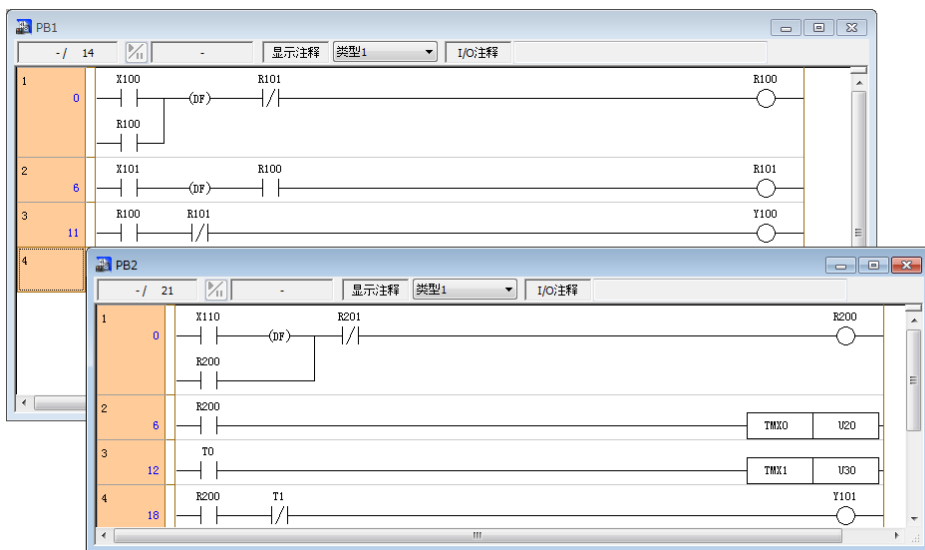 PB1
- / 14 - 显示注释 类型1 I/O注释
1 X100 R101 R100
0 (DF)
R100
2 X101 R100 R101
6 (DF)
3 R100 R101 Y100
11
4
PB2
- / 21 - 显示注释 类型1 I/O注释
1 X110 R201 R200
0 (DF)
R200
2 R200
6 TMX0 U20
3 T0
12 TMX1 U30
4 R200 T1 Y101
18